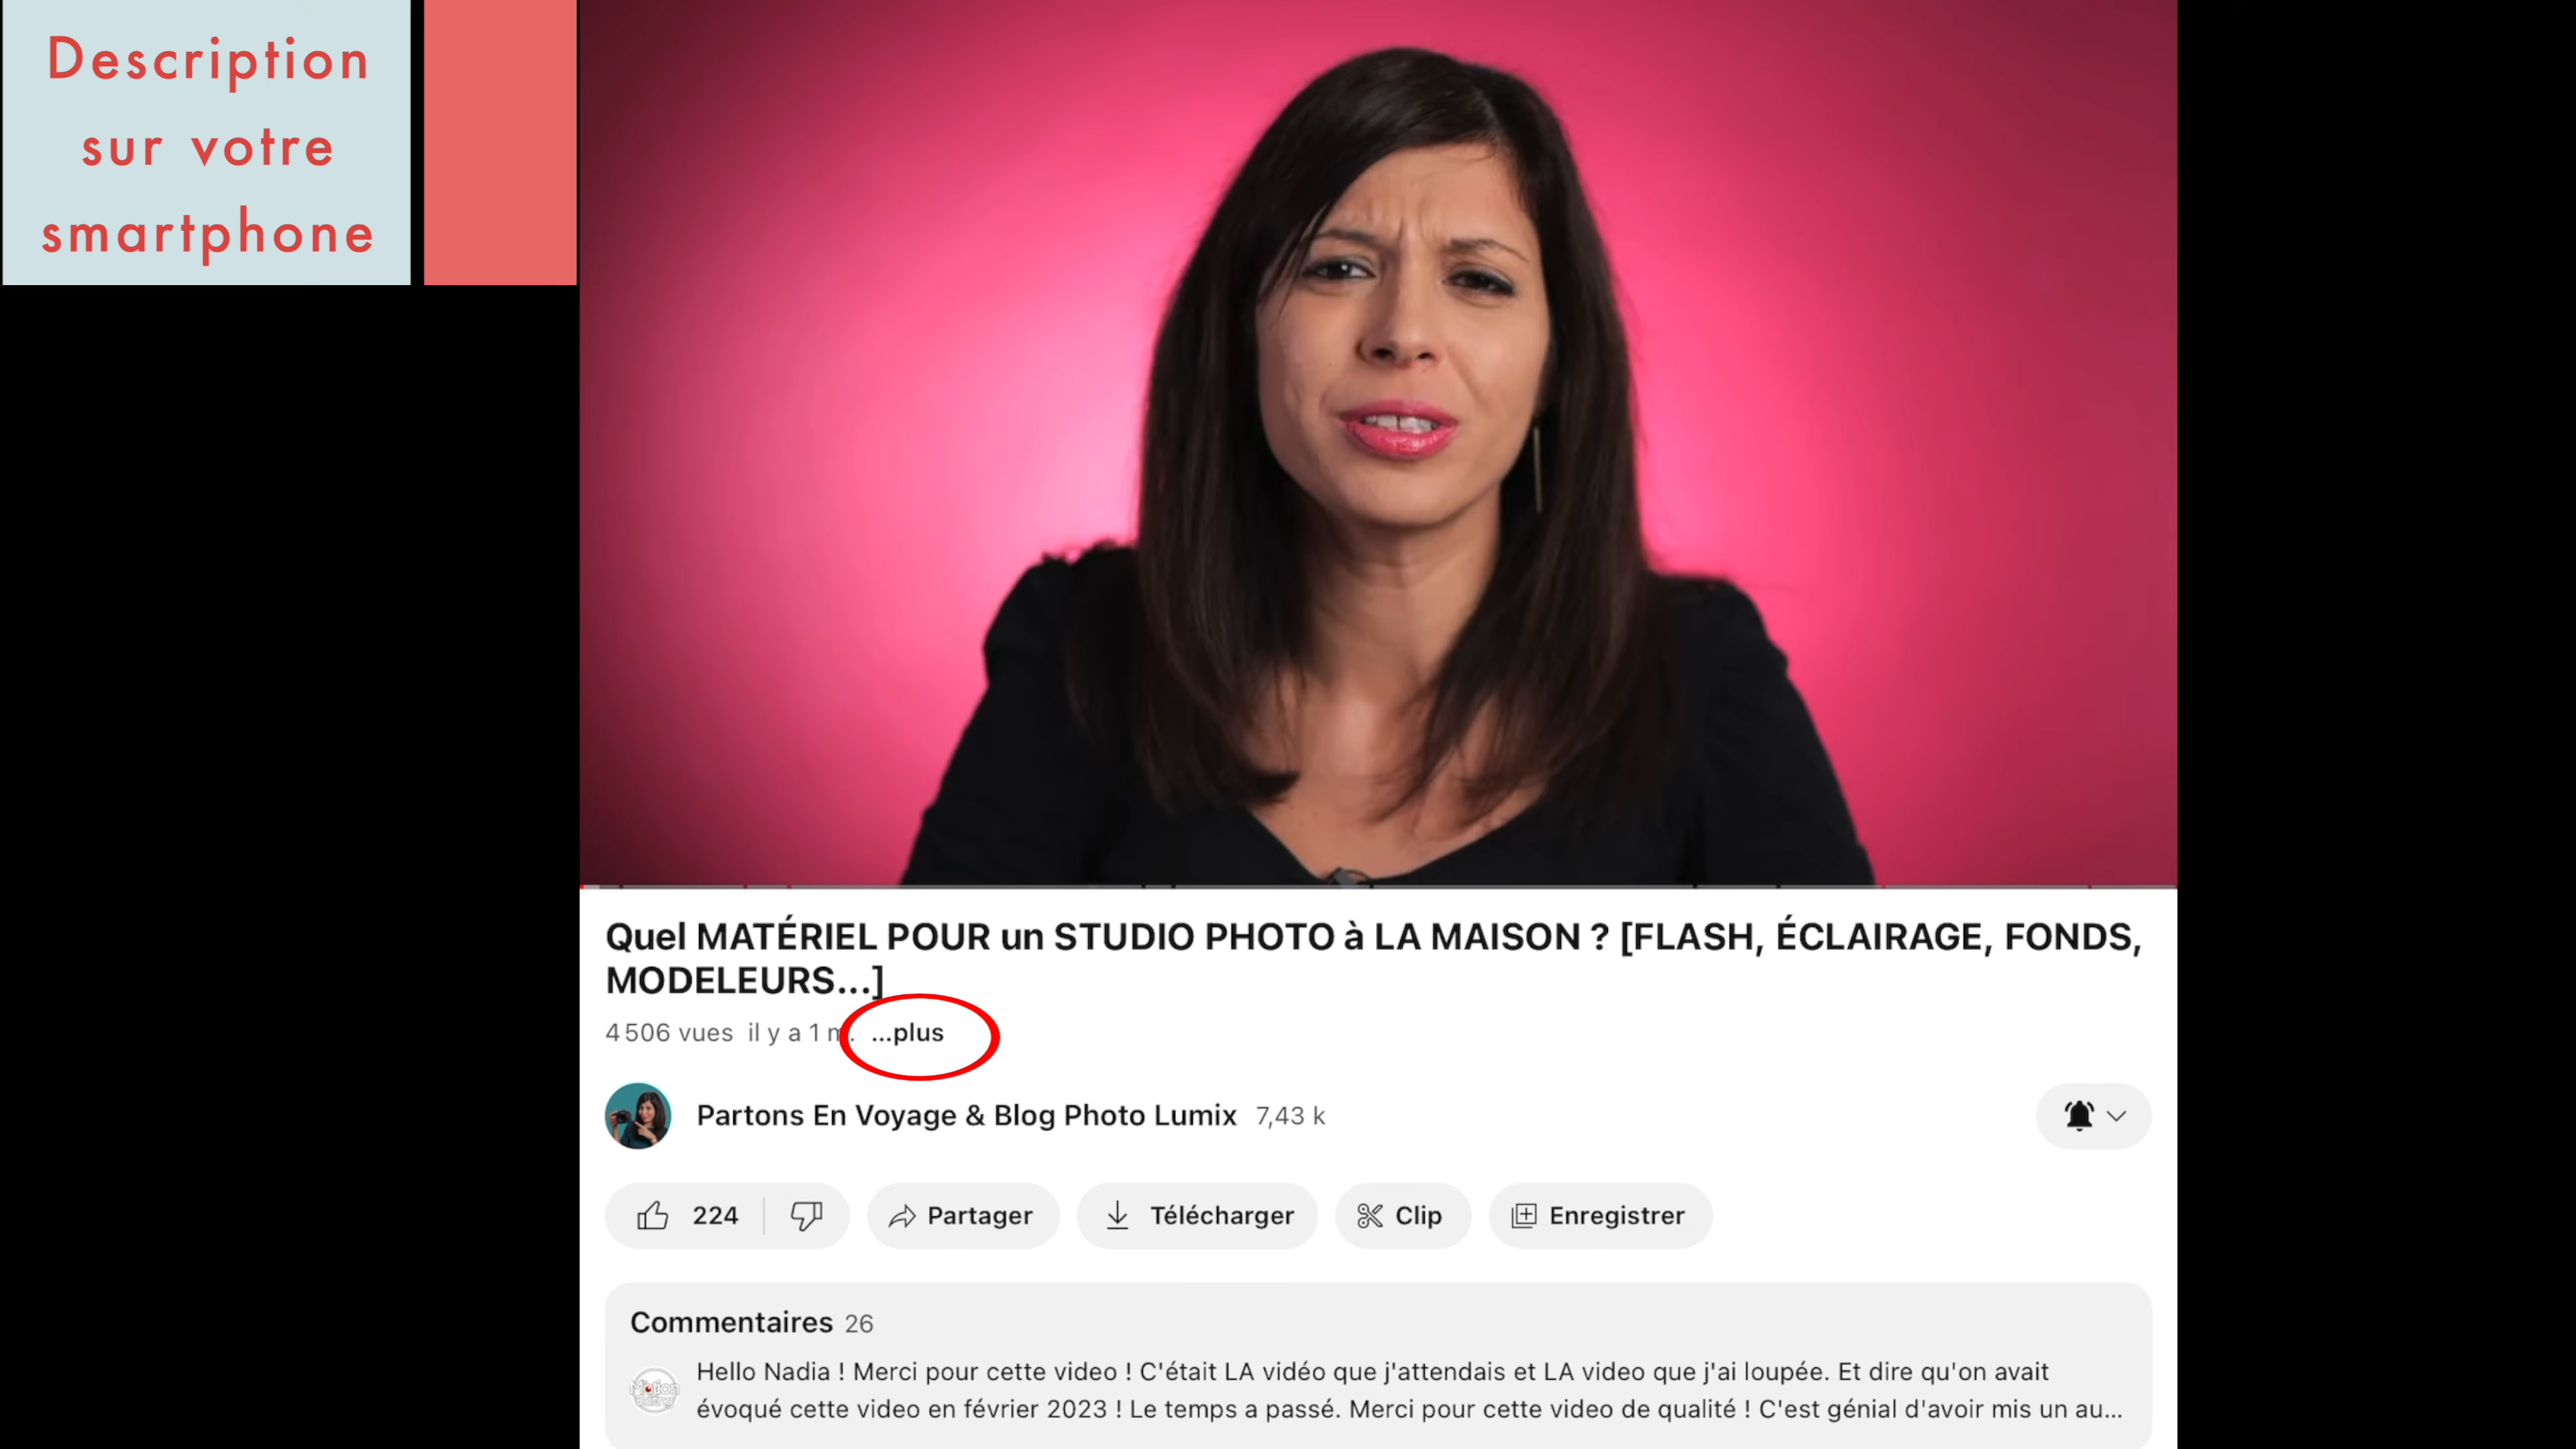 Description
sur votre
smartphone
Quel MATÉRIEL POUR un STUDIO PHOTO à LA MAISON ? [FLASH, ÉCLAIRAGE, FONDS,
MODELEURS...]
4 506 vues il y a 1 m. ...plus
Partons En Voyage & Blog Photo Lumix 7,43 k
224 Partager Télécharger Clip Enregistrer
Commentaires 26
Hello Nadia ! Merci pour cette video ! C'était LA vidéo que j'attendais et LA video que j'ai loupée. Et dire qu'on avait
évoqué cette video en février 2023 ! Le temps a passé. Merci pour cette video de qualité ! C'est génial d'avoir mis un au...